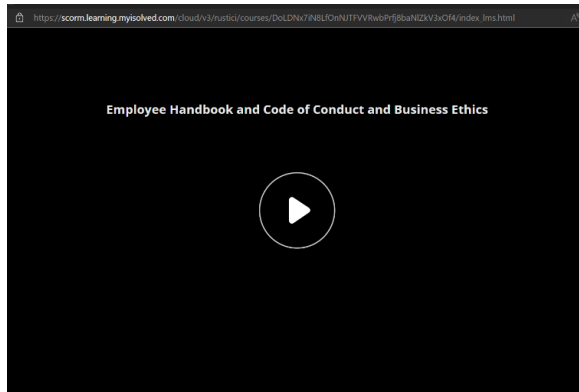 https://scorm.learning.myisolved.com/cloud/v3/rustici/courses/DoLDNx7iN8LfOnNJTFVVRwbPrfj8baNlZkV3xOf4/index_lms.html
Employee Handbook and Code of Conduct and Business Ethics